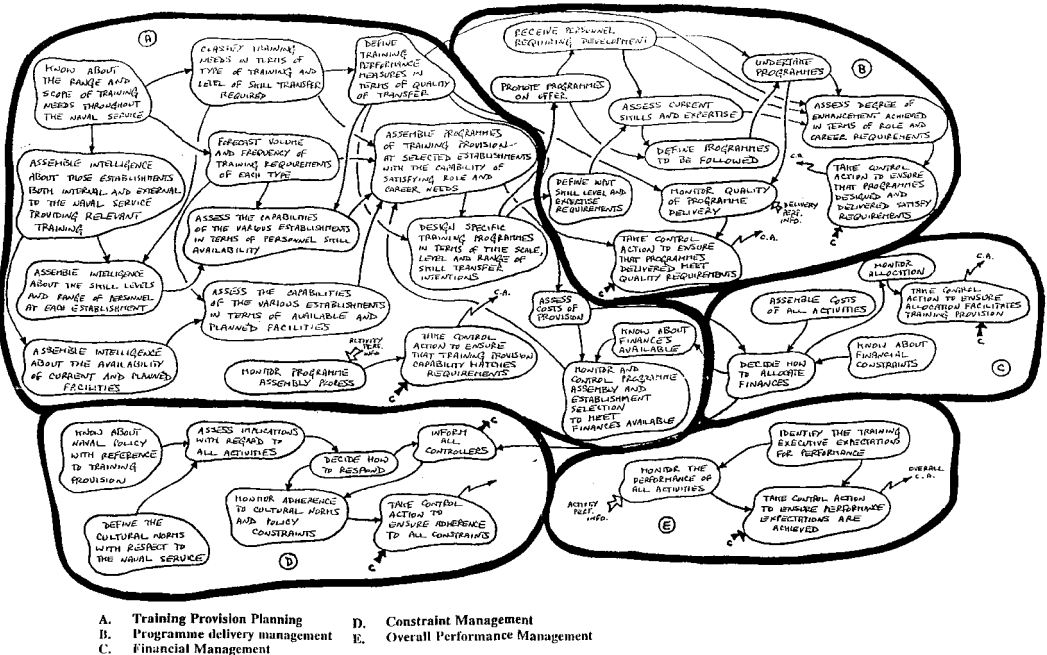 A
KNOW ABOUT
THE RANGE AND
SCOPE OF TRAINING
NEEDS THROUGHOUT
THE NAVAL SERVICE
CLASSIFY TRAINING
NEEDS IN TERMS OF
TYPE OF TRAINING AND
LEVEL OF SKILL TRANSFER
REQUIRED
DEFINE
TRAINING
PERFORMANCE
MEASURES IN
TERMS OF QUALITY
OF TRANSFER
ASSEMBLE INTELLIGENCE
ABOUT THOSE ESTABLISHMENTS
BOTH INTERNAL AND EXTERNAL
TO THE NAVAL SERVICE
PROVIDING RELEVANT
TRAINING
FORECAST VOLUME
AND FREQUENCY OF
TRAINING REQUIREMENTS
OF EACH TYPE
ASSEMBLE PROGRAMMES
OF TRAINING PROVISION
AT SELECTED ESTABLISHMENTS
WITH THE CAPABILITY OF
SATISFYING ROLE AND
CAREER NEEDS
ASSESS THE CAPABILITIES
OF THE VARIOUS ESTABLISHMENTS
IN TERMS OF PERSONNEL SKILL
AVAILABILITY
DESIGN SPECIFIC
TRAINING PROGRAMMES
IN TERMS OF TIME SCALE,
LEVEL AND RANGE OF
SKILL TRANSFER
INTENTIONS
ASSEMBLE INTELLIGENCE
ABOUT THE SKILL LEVELS
AND RANGE OF PERSONNEL
AT EACH ESTABLISHMENT
ASSESS THE CAPABILITIES
OF THE VARIOUS ESTABLISHMENTS
IN TERMS OF AVAILABLE AND
PLANNED FACILITIES
ASSEMBLE INTELLIGENCE
ABOUT THE AVAILABILITY
OF CURRENT AND PLANNED
FACILITIES
MONITOR PROGRAMME
ASSEMBLY PROCESS
ACTIVITY
PERF.
INFO.
TAKE CONTROL
ACTION TO ENSURE
THAT TRAINING PROVISION
CAPABILITY MATCHES
REQUIREMENTS
C.A.
C
ASSESS
COSTS OF
PROVISION
KNOW ABOUT
FINANCES
AVAILABLE
MONITOR AND
CONTROL PROGRAMME
ASSEMBLY AND
ESTABLISHMENT
SELECTION
TO MEET
FINANCES AVAILABLE
B
RECEIVE PERSONNEL
REQUIRING DEVELOPMENT
PROMOTE PROGRAMMES
ON OFFER
UNDERTAKE
PROGRAMMES
ASSESS CURRENT
SKILLS AND EXPERTISE
ASSESS DEGREE OF
ENHANCEMENT ACHIEVED
IN TERMS OF ROLE AND
CAREER REQUIREMENTS
DEFINE PROGRAMMES
TO BE FOLLOWED
DEFINE INPUT
SKILL LEVEL AND
EXPERTISE
REQUIREMENTS
MONITOR QUALITY
OF PROGRAMME
DELIVERY
DELIVERY
PERF.
INFO.
C.A.
TAKE CONTROL
ACTION TO ENSURE
THAT PROGRAMMES
DESIGNED AND
DELIVERED SATISFY
REQUIREMENTS
C
TAKE CONTROL
ACTION TO ENSURE
THAT PROGRAMMES
DELIVERED MEET
QUALITY REQUIREMENTS
C.A.
C
MONITOR
ALLOCATION
C.A.
ASSEMBLE COSTS
OF ALL ACTIVITIES
TAKE CONTROL
ACTION TO ENSURE
ALLOCATION FACILITATES
TRAINING PROVISION
C
KNOW ABOUT
FINANCIAL
CONSTRAINTS
DECIDE HOW
TO ALLOCATE
FINANCES
C
KNOW ABOUT
NAVAL POLICY
WITH REFERENCE
TO TRAINING
PROVISION
ASSESS IMPLICATIONS
WITH REGARD TO
ALL ACTIVITIES
DECIDE HOW
TO RESPOND
INFORM
ALL
CONTROLLERS
C
MONITOR ADHERENCE
TO CULTURAL NORMS
AND POLICY
CONSTRAINTS
TAKE CONTROL
ACTION TO
ENSURE ADHERENCE
TO ALL CONSTRAINTS
C
DEFINE THE
CULTURAL NORMS
WITH RESPECT TO
THE NAVAL SERVICE
D
IDENTIFY THE TRAINING
EXECUTIVE EXPECTATIONS
FOR PERFORMANCE
MONITOR THE
PERFORMANCE OF
ALL ACTIVITIES
ACTIVITY
PERF.
INFO.
TAKE CONTROL ACTION
TO ENSURE PERFORMANCE
EXPECTATIONS ARE
ACHIEVED
OVERALL
C.A.
C
E
A. Training Provision Planning
B. Programme delivery management
C. Financial Management
D. Constraint Management
E. Overall Performance Management